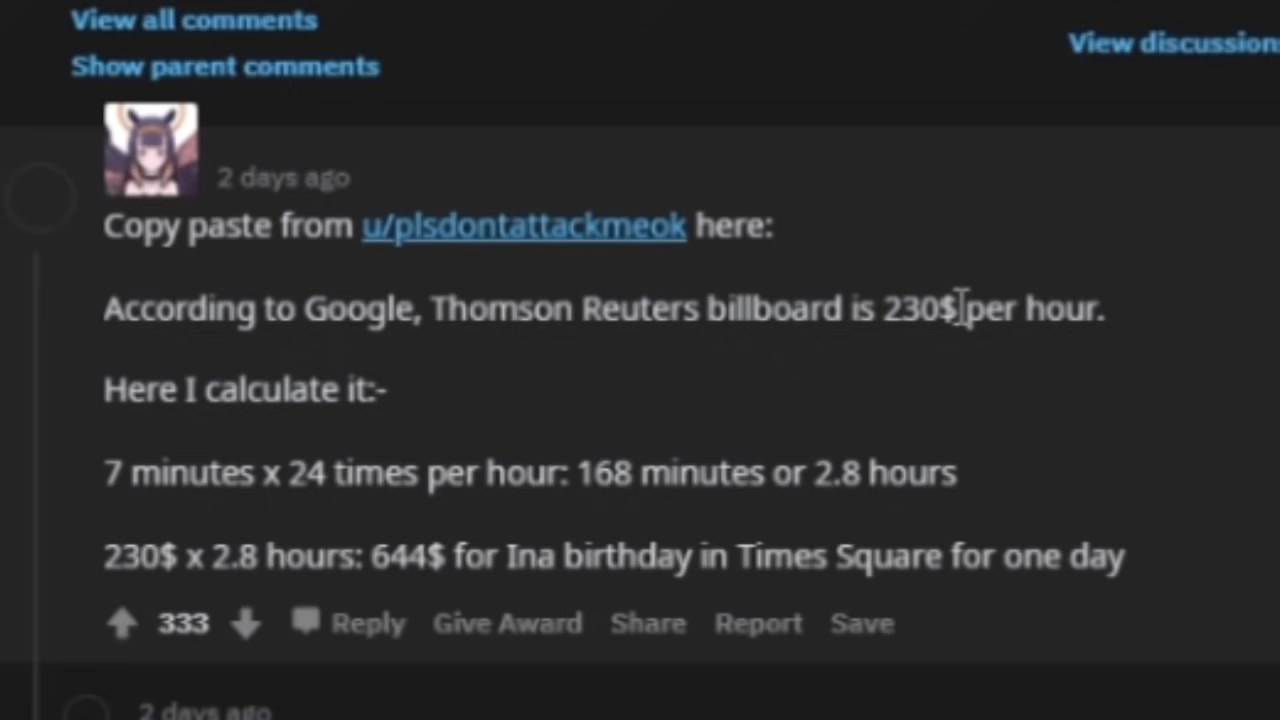 View all comments
View discussion
Show parent comments
2 days ago
Copy paste from u/plsdontattackmeok here:
According to Google, Thomson Reuters billboard is 230$ per hour.
Here I calculate it:-
7 minutes x 24 times per hour: 168 minutes or 2.8 hours
230$ x 2.8 hours: 644$ for Ina birthday in Times Square for one day
333 Reply Give Award Share Report Save
2 days ago